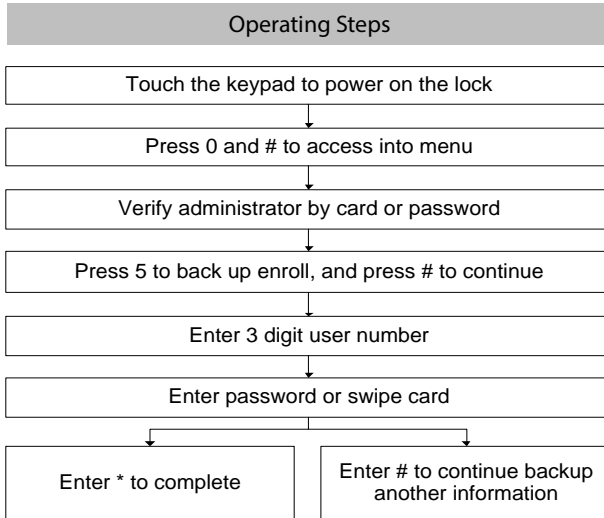 Operating Steps
Touch the keypad to power on the lock
Press 0 and # to access into menu
Verify administrator by card or password
Press 5 to back up enroll, and press # to continue
Enter 3 digit user number
Enter password or swipe card
Enter * to complete
Enter # to continue backup
another information